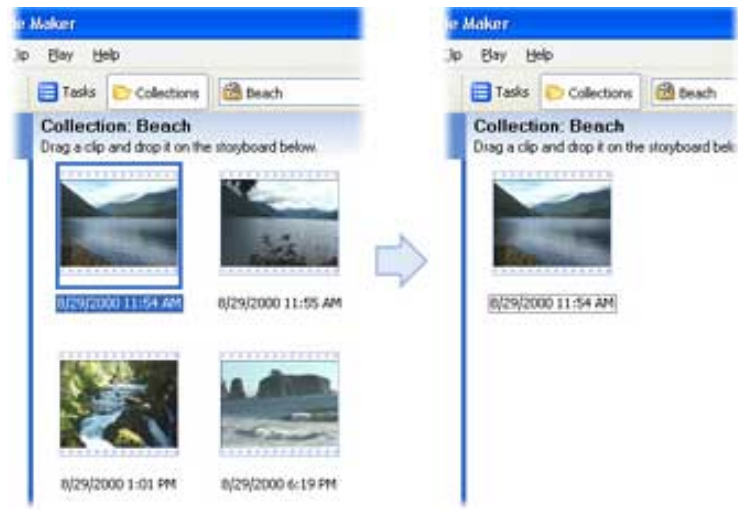 e Maker
lip Play Help
Tasks Collections Beach
Collection: Beach
Drag a clip and drop it on the storyboard below.
8/29/2000 11:54 AM 8/29/2000 11:55 AM
8/29/2000 1:01 PM 8/29/2000 6:19 PM
e Maker
lip Play Help
Tasks Collections Beach
Collection: Beach
Drag a clip and drop it on the storyboard bel
8/29/2000 11:54 AM